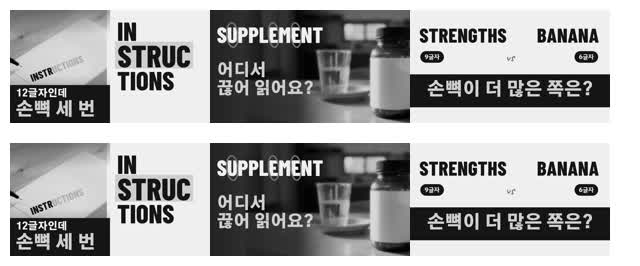 INSTRUCTIONS
12글자인데
손뼉 세 번
IN
STRUC
TIONS
SUPPLEMENT
어디서
끊어 읽어요?
STRENGTHS
BANANA
9글자
vs
6글자
손뼉이 더 많은 쪽은?
INSTRUCTIONS
12글자인데
손뼉 세 번
IN
STRUC
TIONS
SUPPLEMENT
어디서
끊어 읽어요?
STRENGTHS
BANANA
9글자
vs
6글자
손뼉이 더 많은 쪽은?